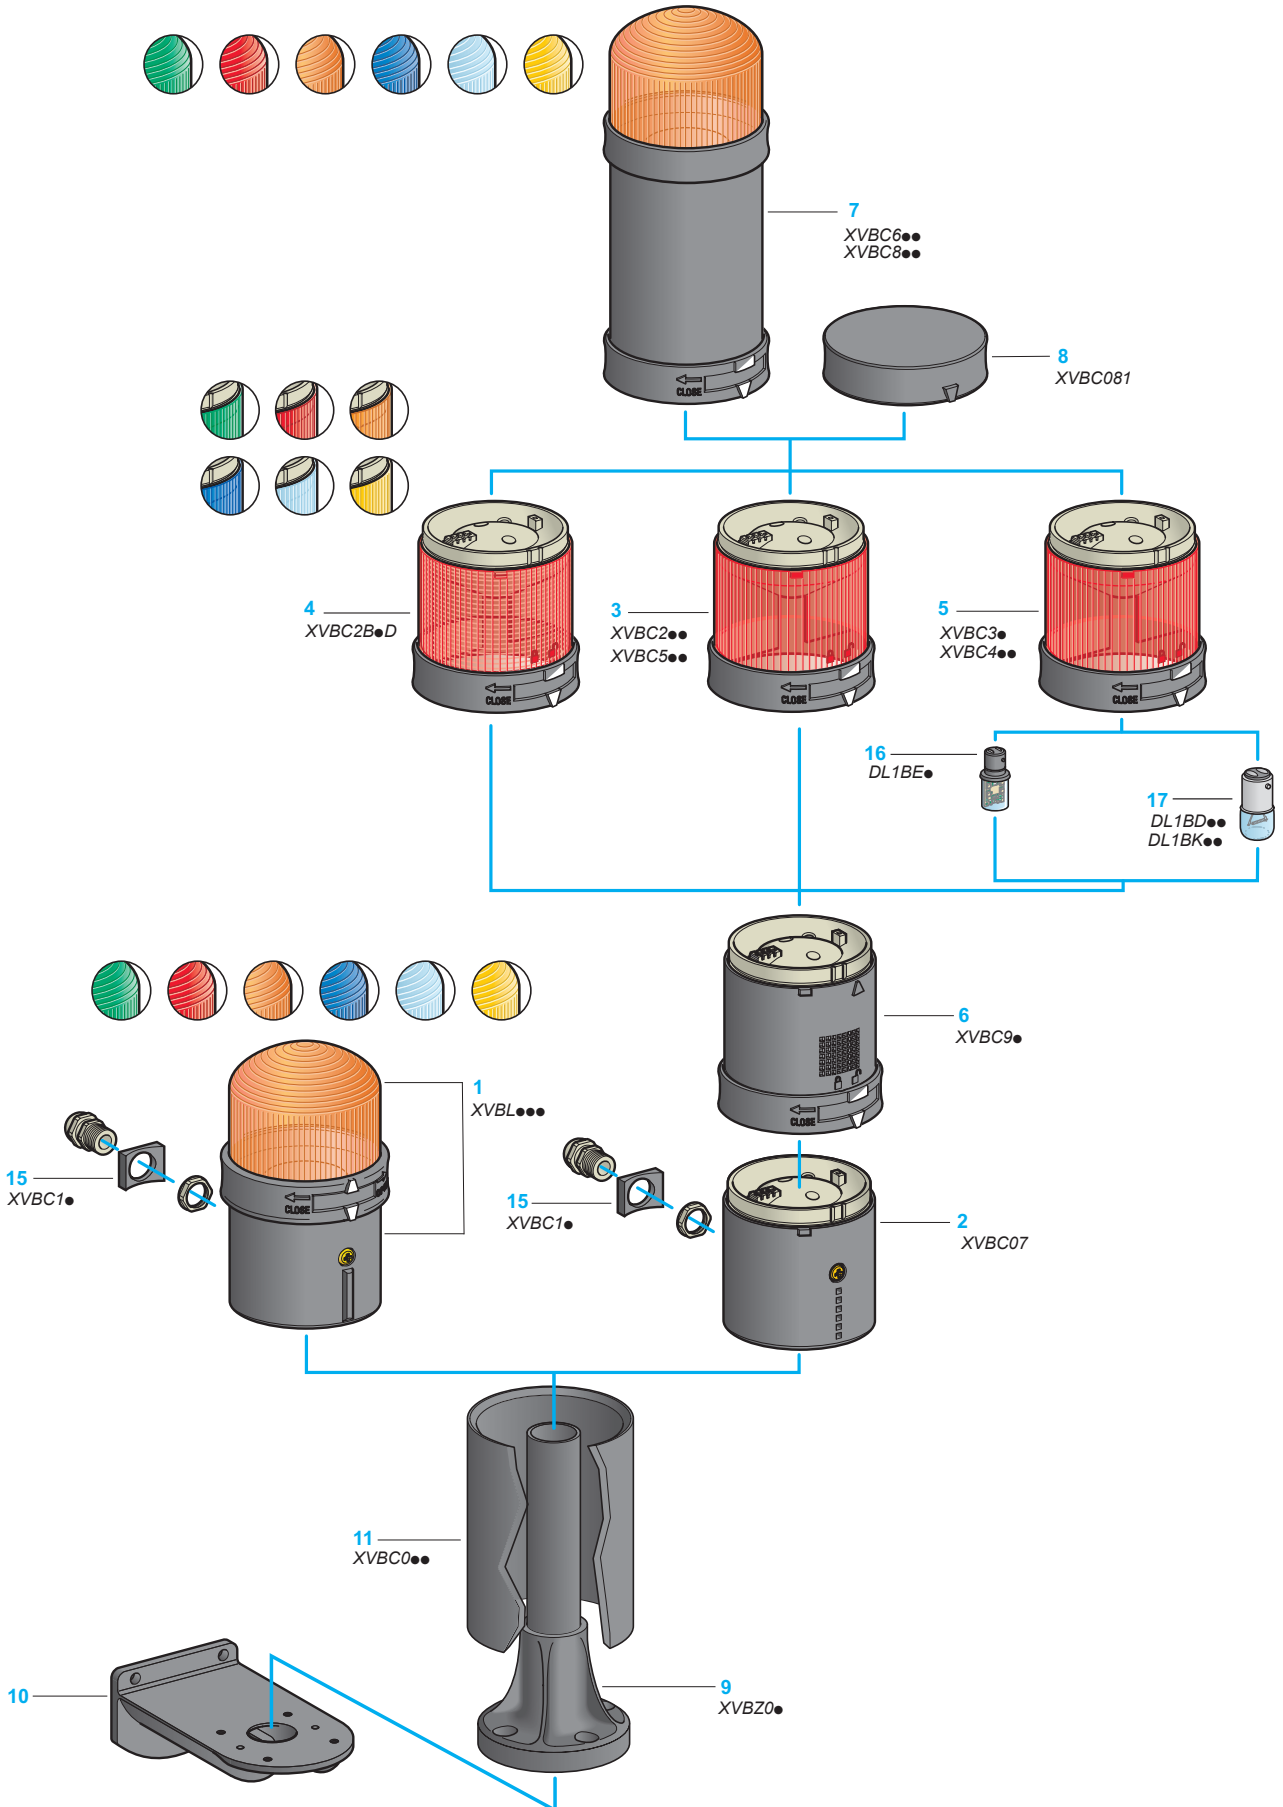 7
XVBC6●●
XVBC8●●
8
XVBC081
CLOSE
4
XVBC2B●D
3
XVBC2●●
XVBC5●●
5
XVBC3●
XVBC4●●
CLOSE
CLOSE
CLOSE
16
DL1BE●
17
DL1BD●●
DL1BK●●
6
XVBC9●
CLOSE
1
XVBL●●●
15
XVBC1●
CLOSE
15
XVBC1●
2
XVBC07
11
XVBC0●●
10
9
XVBZ0●